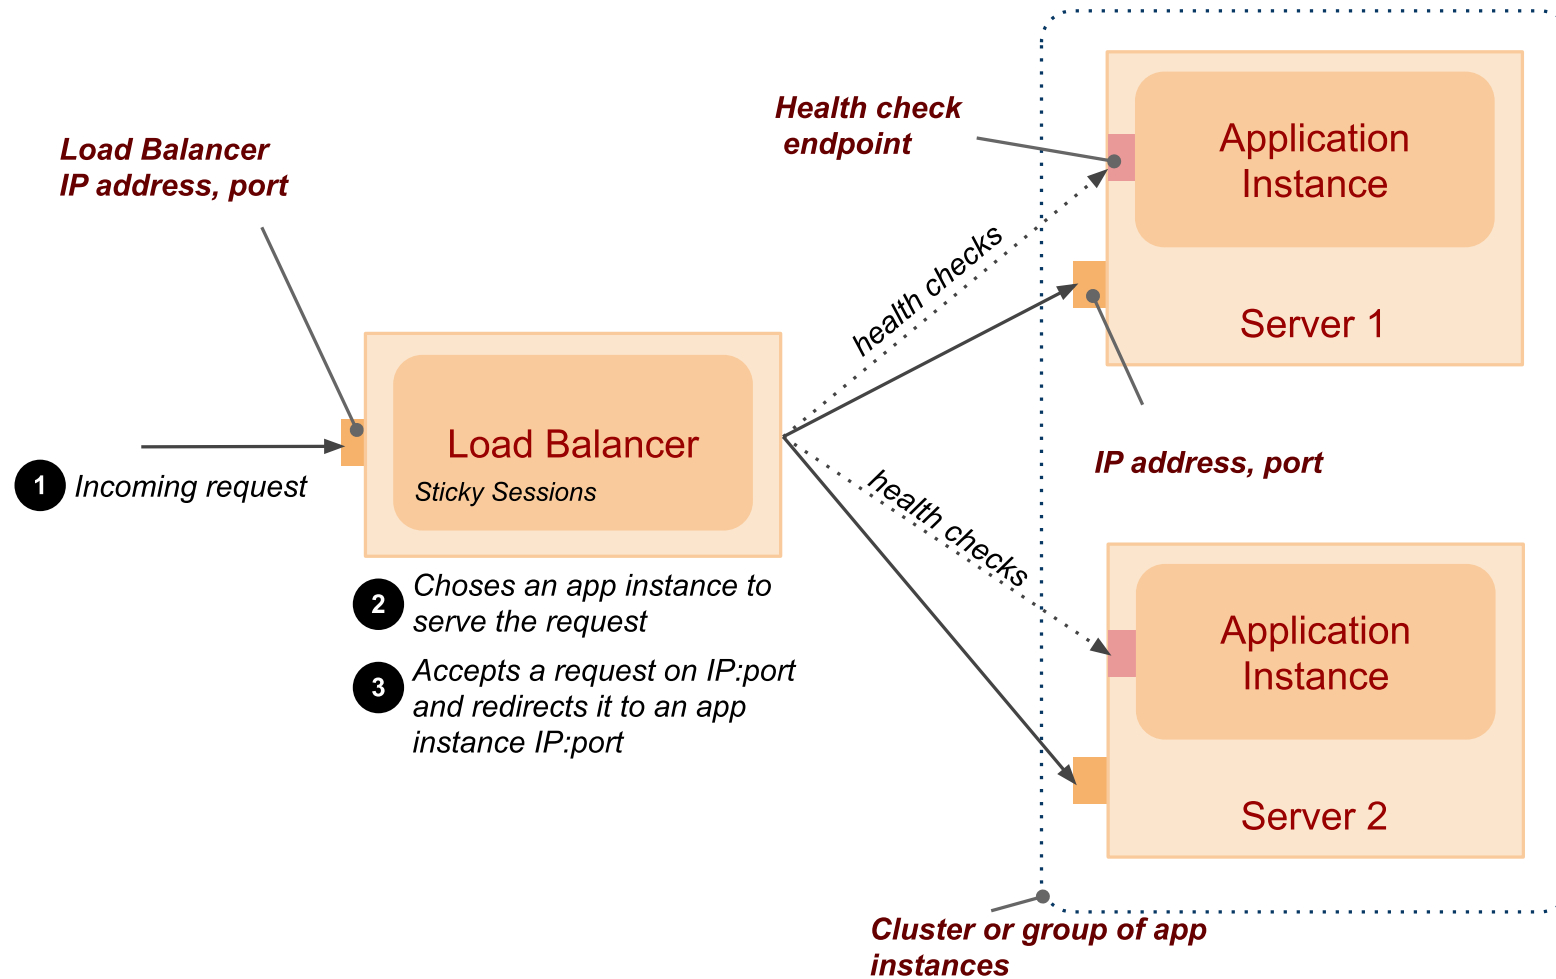 Load Balancer
IP address, port
1
Incoming request
Load Balancer
Sticky Sessions
2
Choses an app instance to
serve the request
3
Accepts a request on IP:port
and redirects it to an app
instance IP:port
Health check
endpoint
health checks
health checks
Application
Instance
Server 1
IP address, port
Application
Instance
Server 2
Cluster or group of app
instances